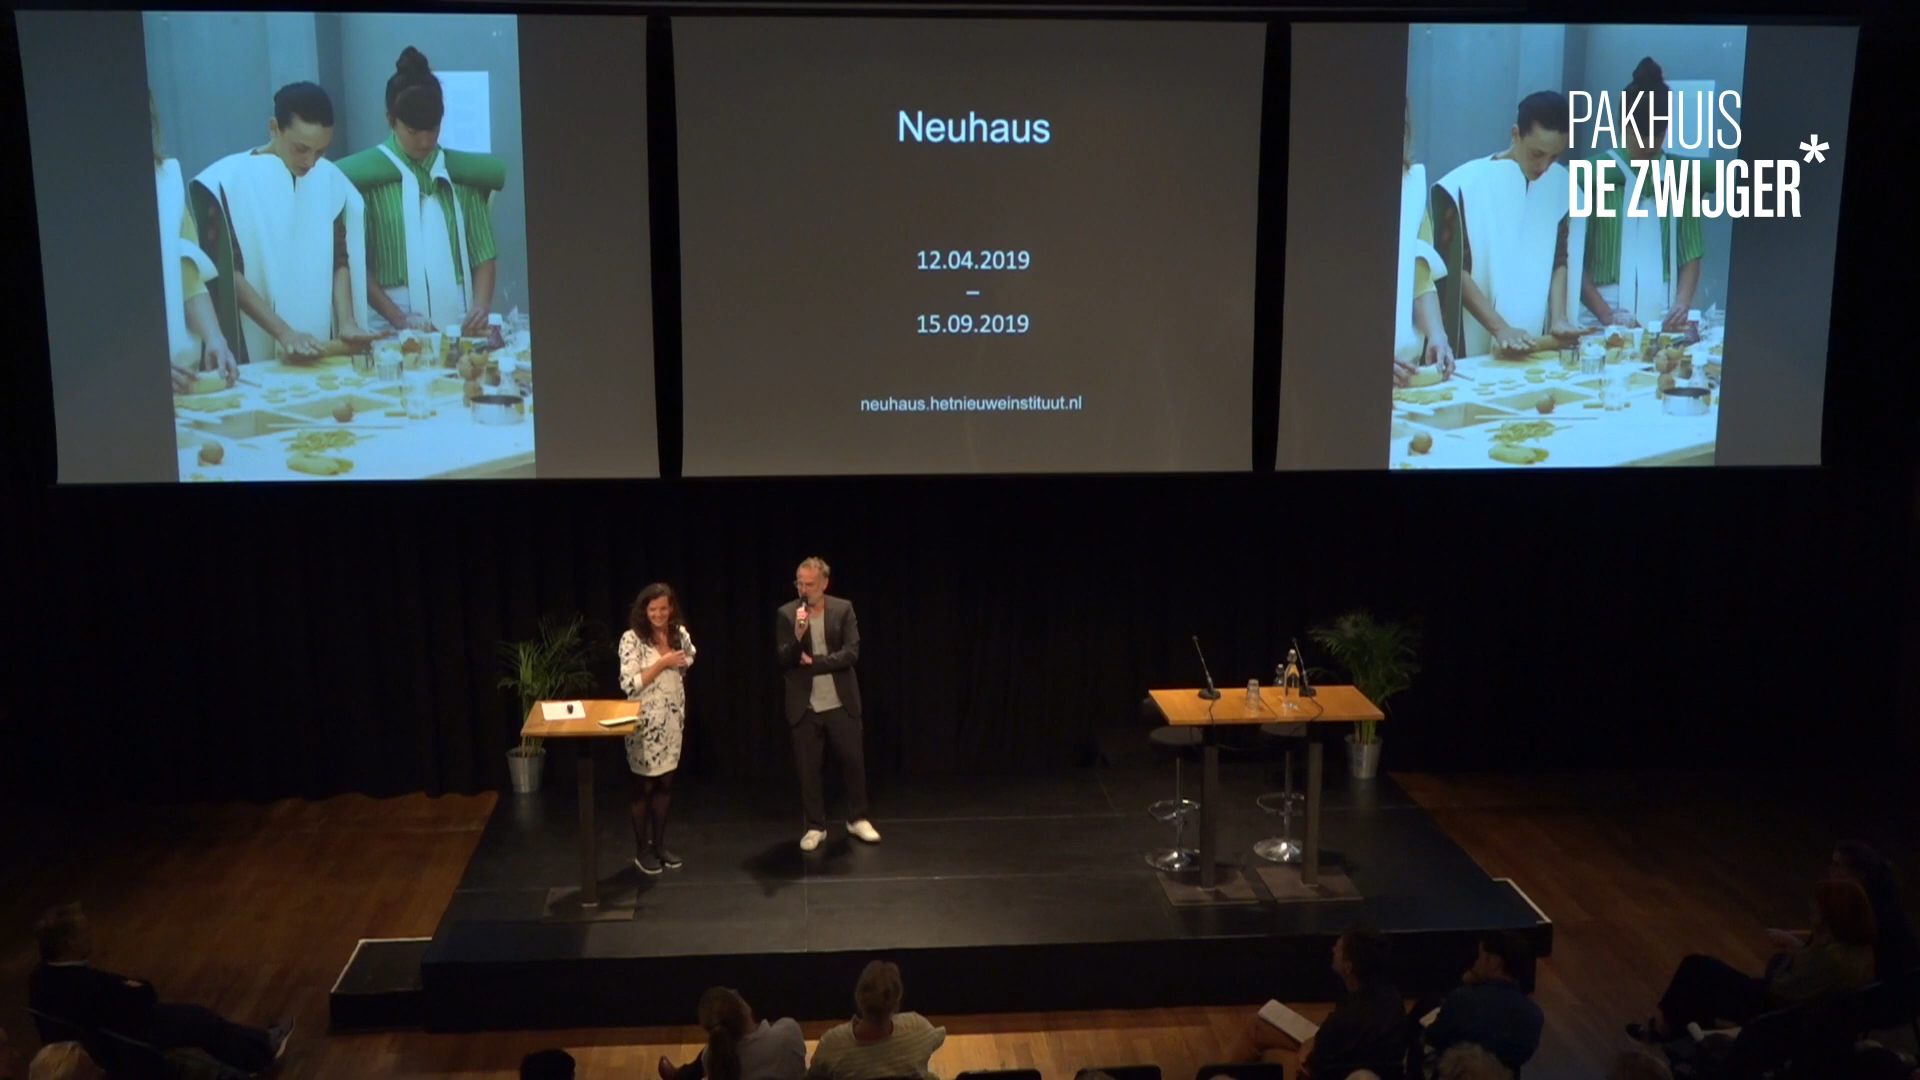 Neuhaus
12.04.2019
–
15.09.2019
neuhaus.hetnieuweinstituut.nl
PAKHUIS
DE ZWIJGER*